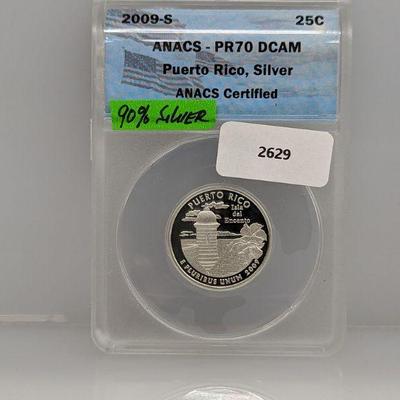 2009-S 25C
ANACS - PR70 DCAM
Puerto Rico, Silver
ANACS Certified
90% SILVER
2629
PUERTO RICO
Isla
del
Encanto
E PLURIBUS UNUM 2009